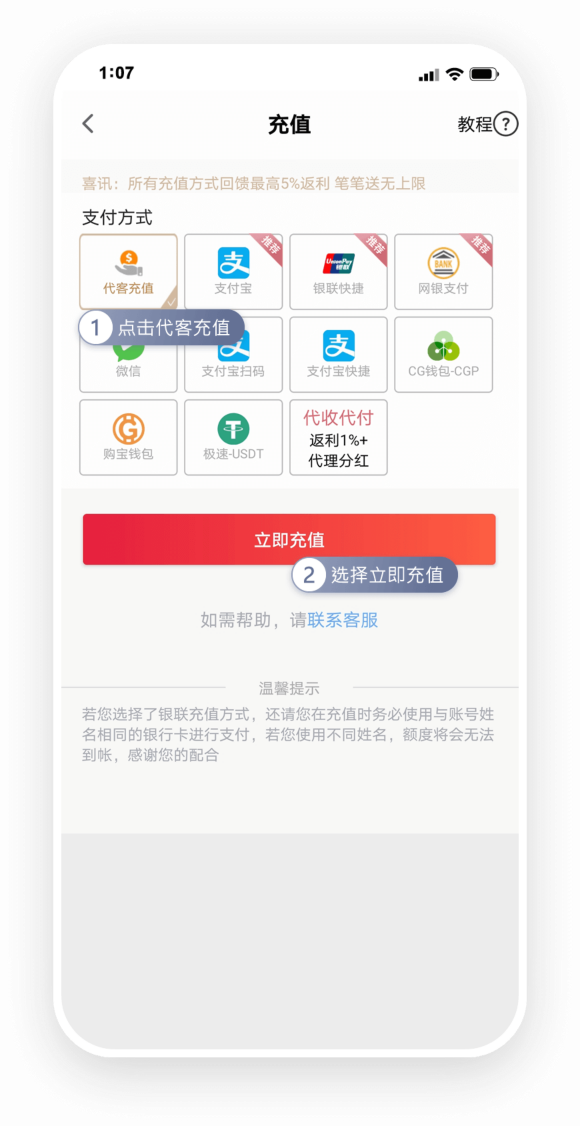 1:07
充值
教程?
喜讯：所有充值方式回馈最高5%返利 笔笔送无上限
支付方式
代客充值
推荐
支付宝
推荐
UnionPay
银联
银联快捷
推荐
BANK
网银支付
1 点击代客充值
微信
支
支付宝扫码
支
支付宝快捷
CG钱包-CGP
购宝钱包
极速-USDT
代收代付
返利1%+
代理分红
立即充值
2 选择立即充值
如需帮助，请联系客服
温馨提示
若您选择了银联充值方式，还请您在充值时务必使用与账号姓
名相同的银行卡进行支付，若您使用不同姓名，额度将会无法
到帐，感谢您的配合